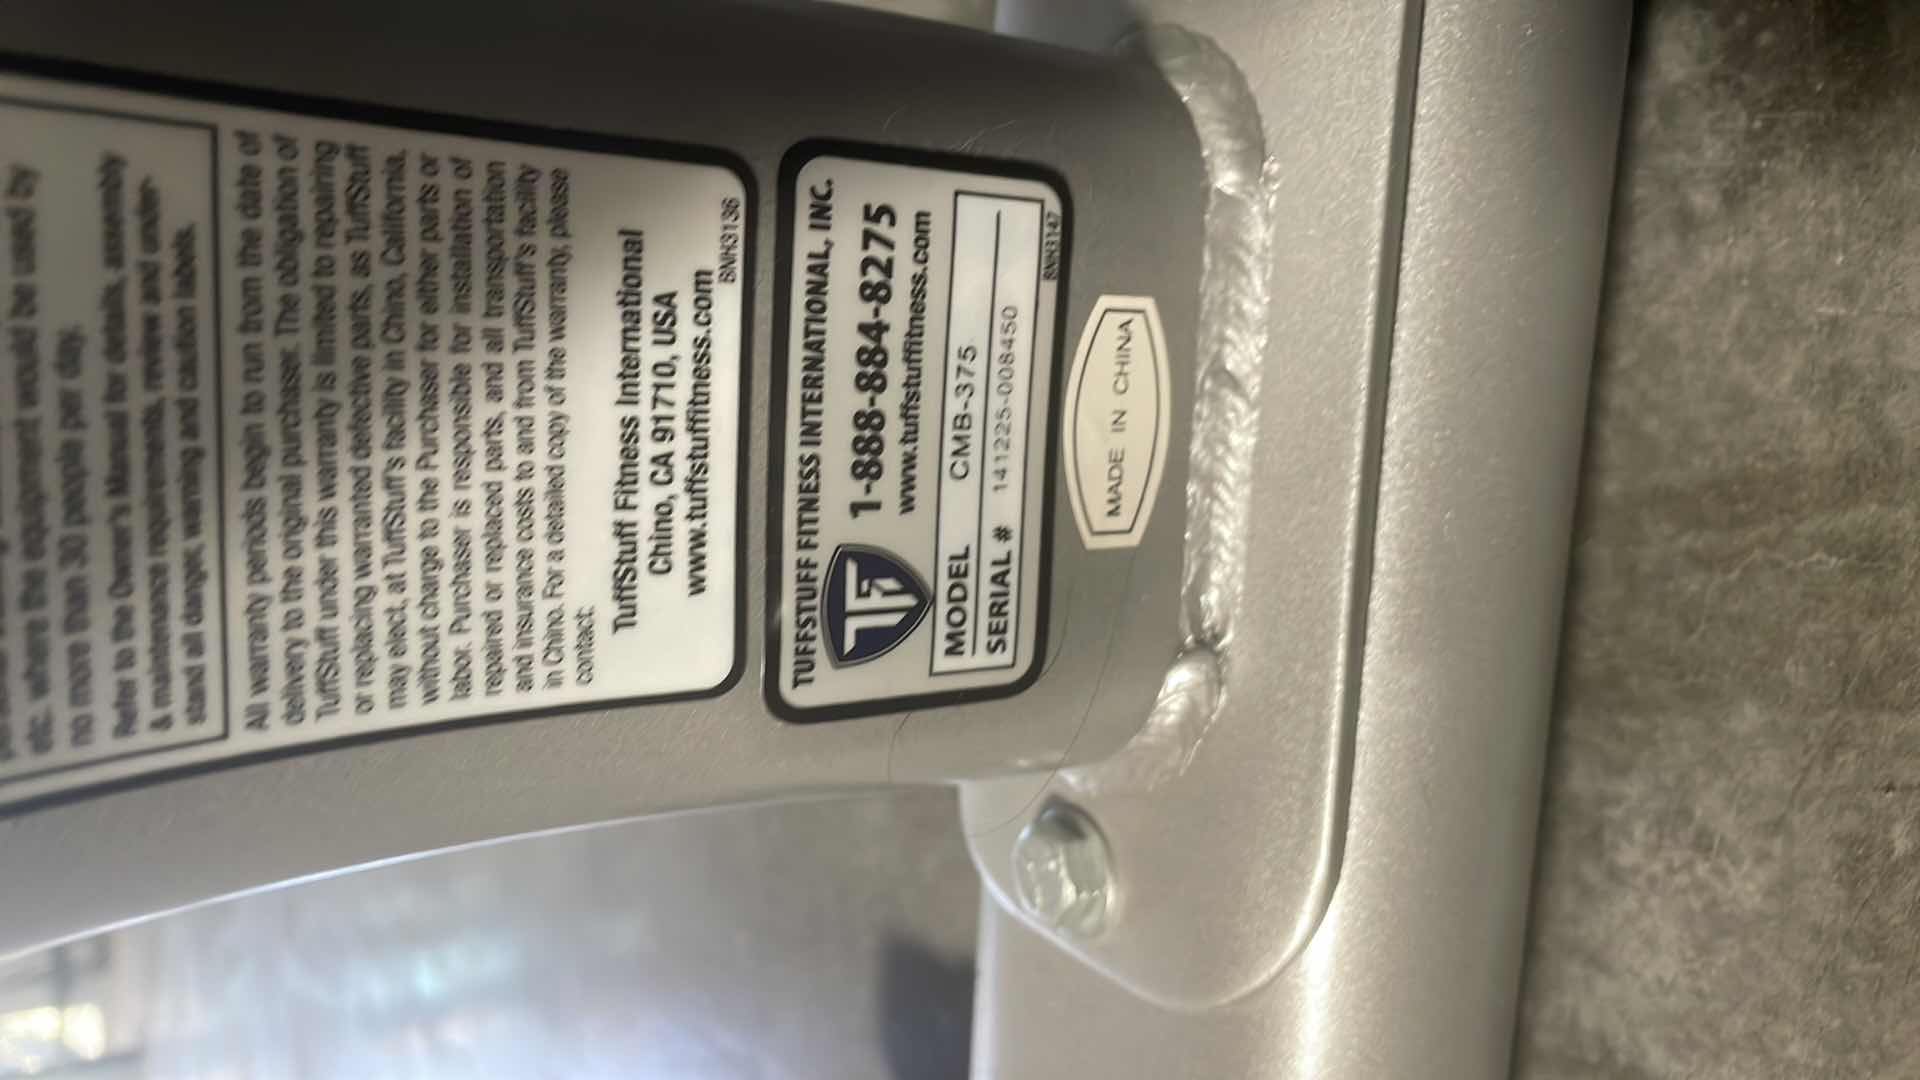 etc. where the equipment would be used by
no more than 30 people per day.
Refer to the Owner's Manual for details, assembly
& maintenance requirements, review and under-
stand all danger, warning and caution labels.
All warranty periods begin to run from the date of
delivery to the original purchaser. The obligation of
TuffStuff under this warranty is limited to repairing
or replacing warranted defective parts, as TuffStuff
may elect, at TuffStuff's facility in Chino, California,
without charge to the Purchaser for either parts or
labor. Purchaser is responsible for installation of
repaired or replaced parts, and all transportation
and insurance costs to and from TuffStuff's facility
in Chino. For a detailed copy of the warranty, please
contact:
TuffStuff Fitness International
Chino, CA 91710, USA
www.tuffstuffitness.com
BNH3136
TUFFSTUFF FITNESS INTERNATIONAL, INC.
1-888-884-8275
www.tuffstuffitness.com
MODEL CMB-375
SERIAL # 141225-008450
BNH3147
MADE IN CHINA